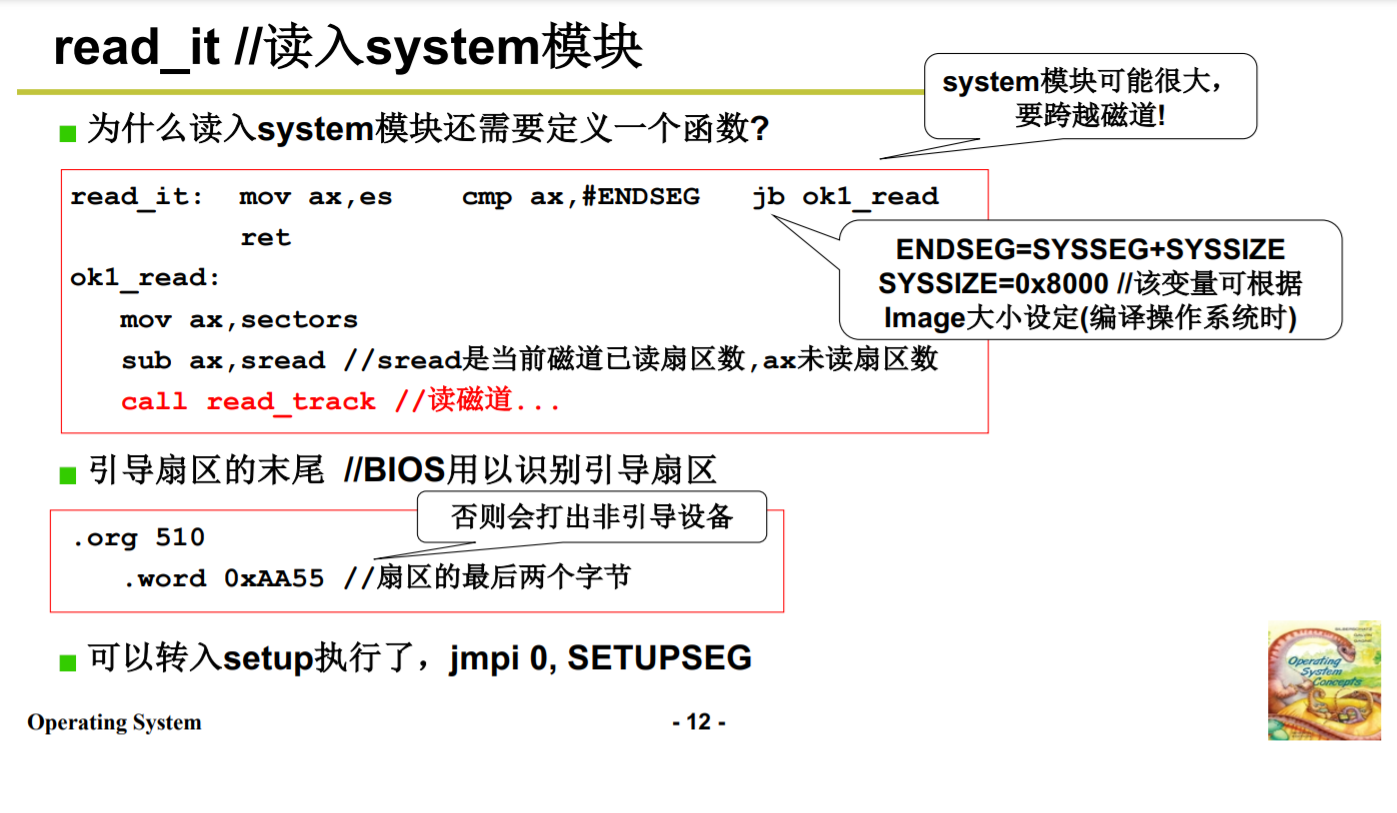 read_it //读入system模块
system模块可能很大，
要跨越磁道!
为什么读入system模块还需要定义一个函数?
read_it: mov ax,es cmp ax,#ENDSEG jb ok1_read
ret
ENDSEG=SYSSEG+SYSSIZE
SYSSIZE=0x8000 //该变量可根据
Image大小设定(编译操作系统时)
ok1_read:
mov ax,sectors
sub ax,sread //sread是当前磁道已读扇区数,ax未读扇区数
call read_track //读磁道...
引导扇区的末尾 //BIOS用以识别引导扇区
否则会打出非引导设备
.org 510
.word 0xAA55 //扇区的最后两个字节
可以转入setup执行了，jmpi 0, SETUPSEG
Operating
System
Concepts
Operating System
- 12 -